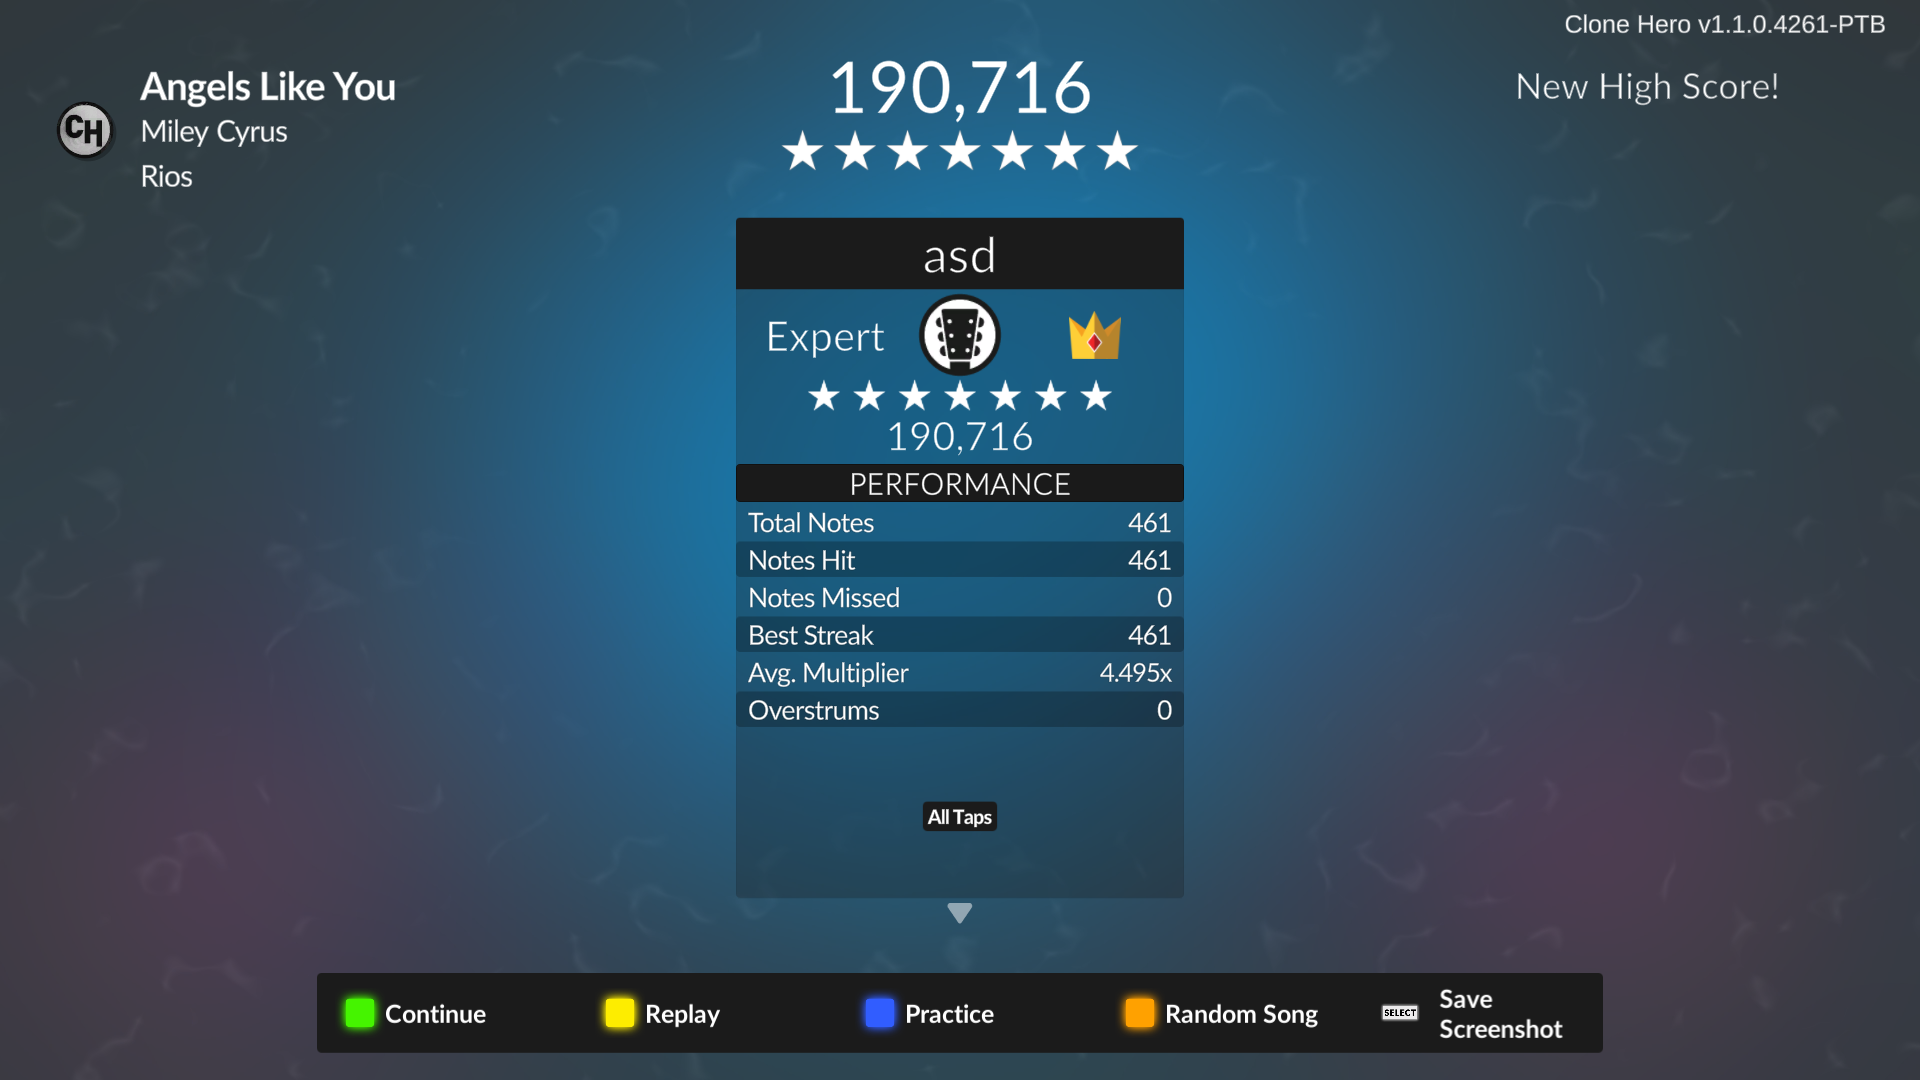 Clone Hero v1.1.0.4261-PTB
Angels Like You
Miley Cyrus
Rios
CH
190,716
New High Score!
asd
Expert
190,716
PERFORMANCE
Total Notes 461
Notes Hit 461
Notes Missed 0
Best Streak 461
Avg. Multiplier 4.495x
Overstrums 0
All Taps
Continue
Replay
Practice
Random Song
SELECT
Save
Screenshot